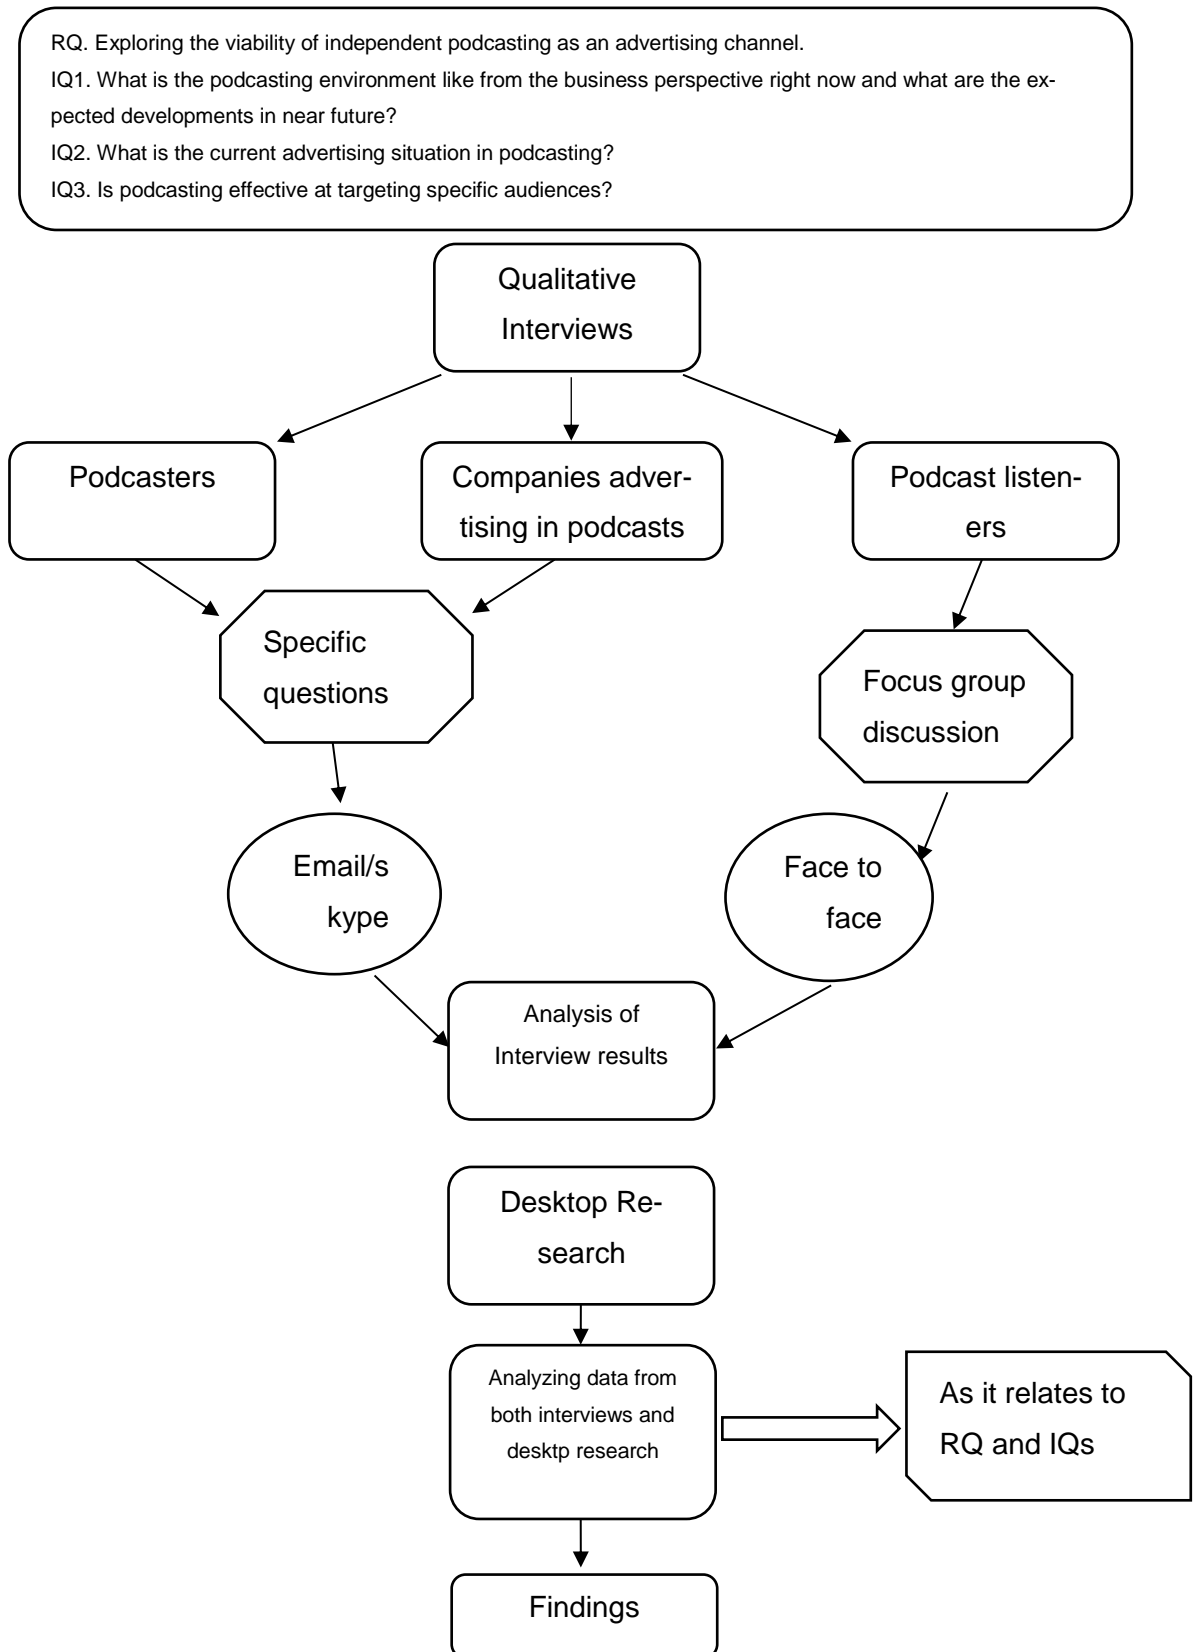 RQ. Exploring the viability of independent podcasting as an advertising channel.
IQ1. What is the podcasting environment like from the business perspective right now and what are the ex-
pected developments in near future?
IQ2. What is the current advertising situation in podcasting?
IQ3. Is podcasting effective at targeting specific audiences?
Qualitative
Interviews
Podcasters
Companies adver-
tising in podcasts
Podcast listen-
ers
Specific
questions
Focus group
discussion
Email/s
kype
Face to
face
Analysis of
Interview results
Desktop Re-
search
Analyzing data from
both interviews and
desktp research
As it relates to
RQ and IQs
Findings